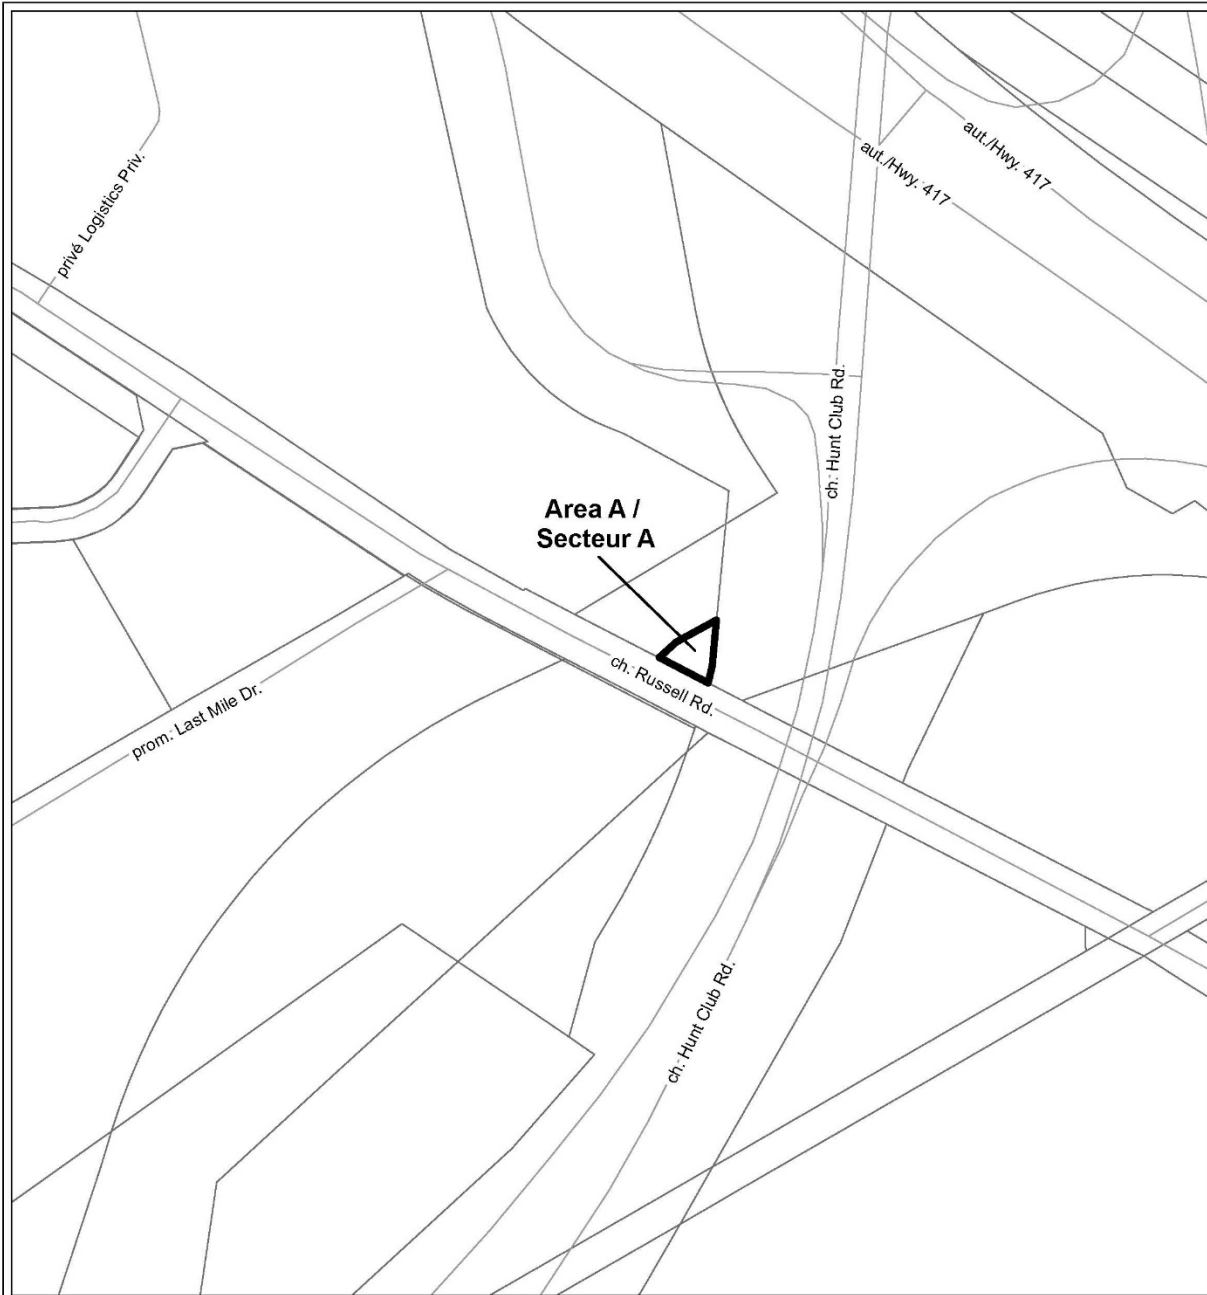 aut./Hwy. 417
aut./Hwy. 417
privé Logistics Priv.
ch. Hunt Club Rd.
Area A /
Secteur A
ch. Russell Rd.
prom. Last Mile Dr.
ch. Hunt Club Rd.